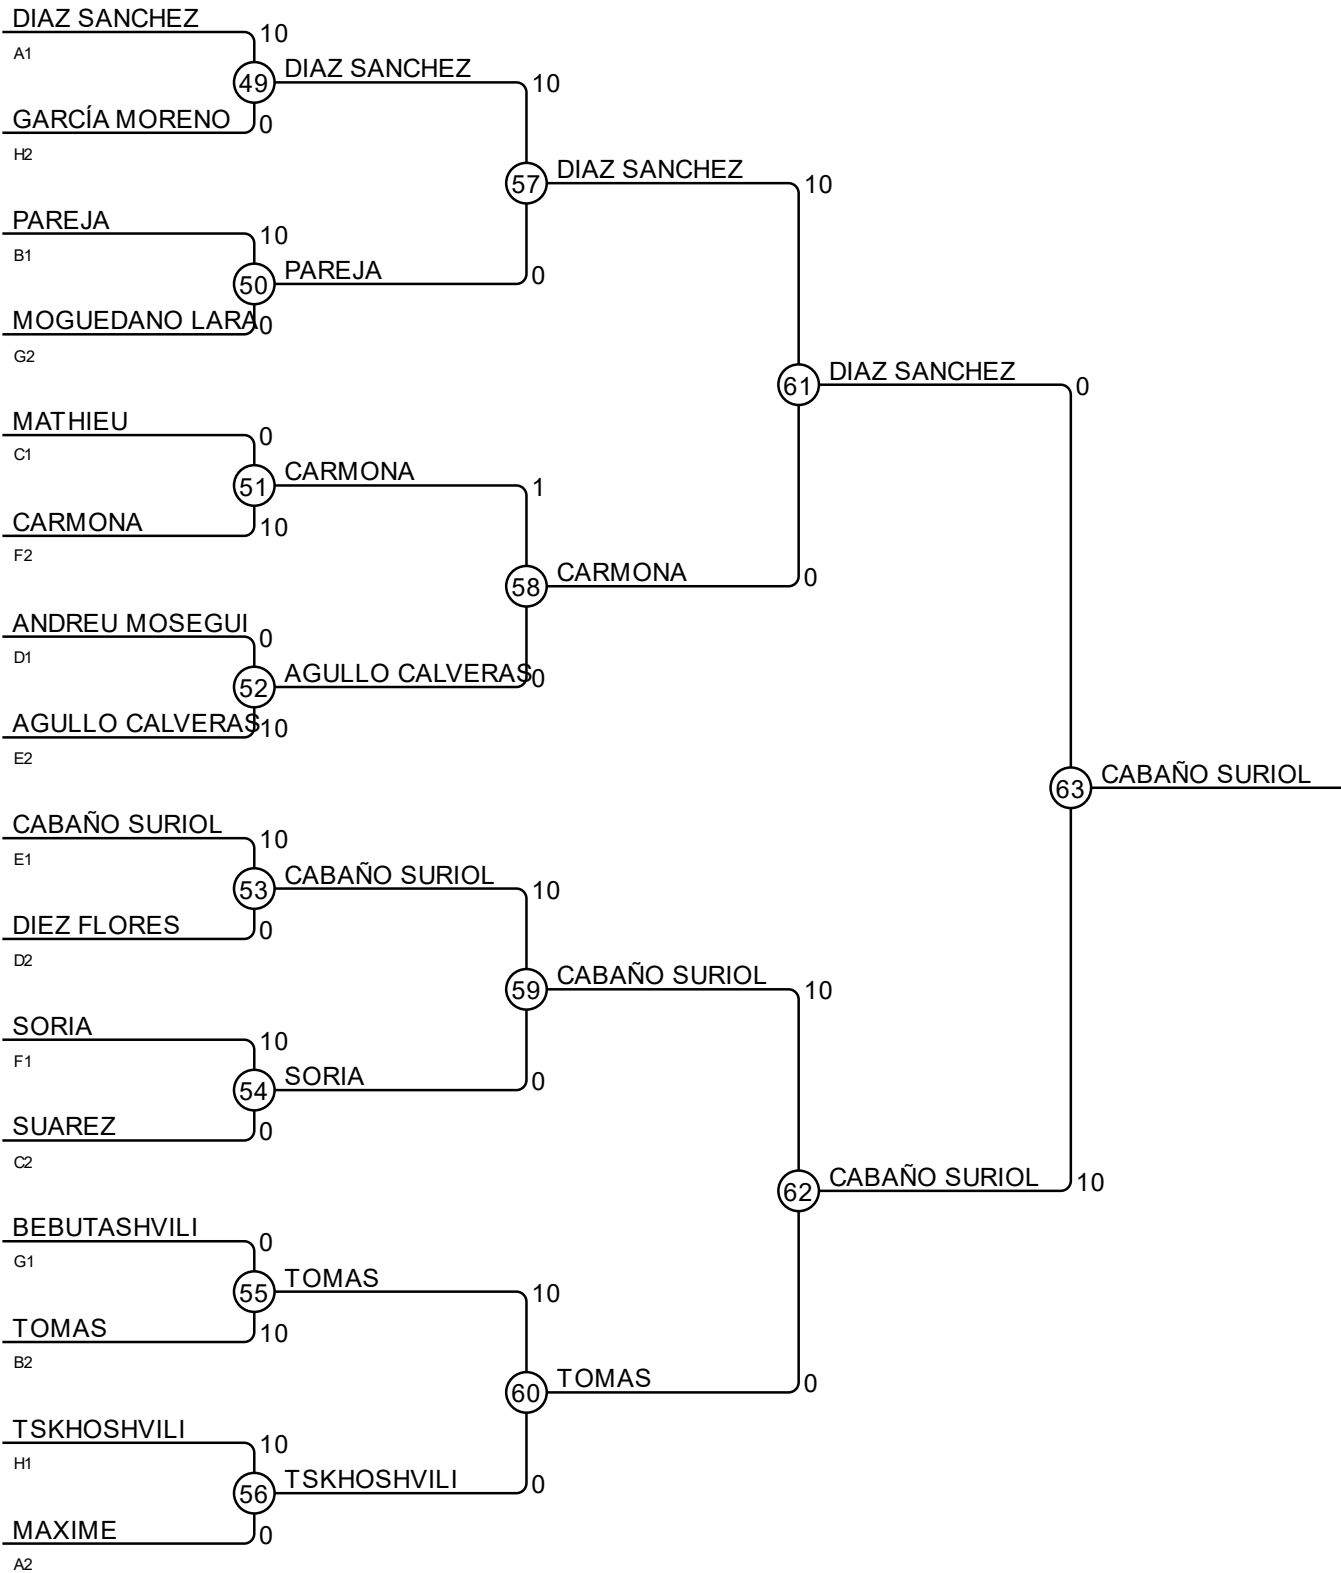 DIAZ SANCHEZ
10
A1
49
DIAZ SANCHEZ
10
GARCÍA MORENO
0
H2
57
DIAZ SANCHEZ
10
PAREJA
10
B1
50
PAREJA
0
MOGUEDANO LARA
0
G2
61
DIAZ SANCHEZ
0
MATHIEU
0
C1
51
CARMONA
1
CARMONA
10
F2
58
CARMONA
0
ANDREU MOSEGUI
0
D1
52
AGULLO CALVERAS
0
AGULLO CALVERAS
10
E2
63
CABAÑO SURIOL
CABAÑO SURIOL
10
E1
53
CABAÑO SURIOL
10
DIEZ FLORES
0
D2
59
CABAÑO SURIOL
10
SORIA
10
F1
54
SORIA
0
SUAREZ
0
C2
62
CABAÑO SURIOL
10
BEBUTASHVILI
0
G1
55
TOMAS
10
TOMAS
10
B2
60
TOMAS
0
TSKHOSHVILI
10
H1
56
TSKHOSHVILI
0
MAXIME
0
A2